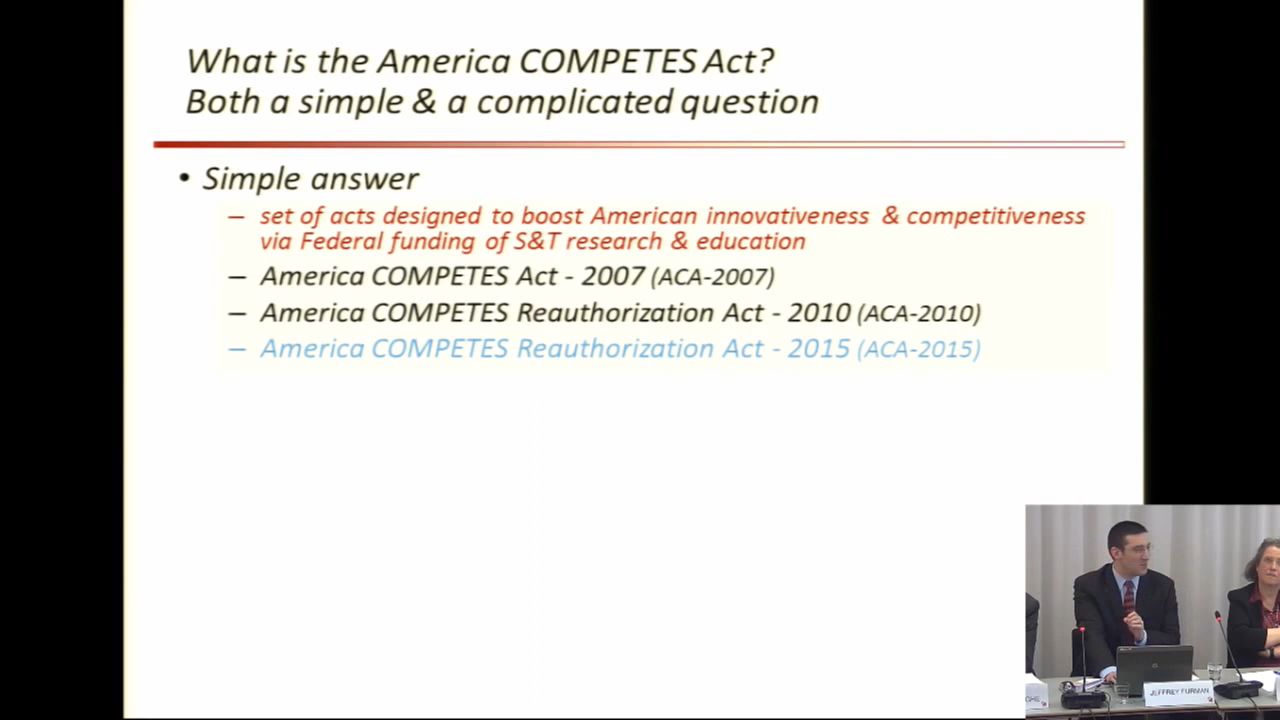 What is the America COMPETES Act?
Both a simple & a complicated question
• Simple answer
– set of acts designed to boost American innovativeness & competitiveness
via Federal funding of S&T research & education
– America COMPETES Act - 2007 (ACA-2007)
– America COMPETES Reauthorization Act - 2010 (ACA-2010)
– America COMPETES Reauthorization Act - 2015 (ACA-2015)
JEFFREY FURMAN